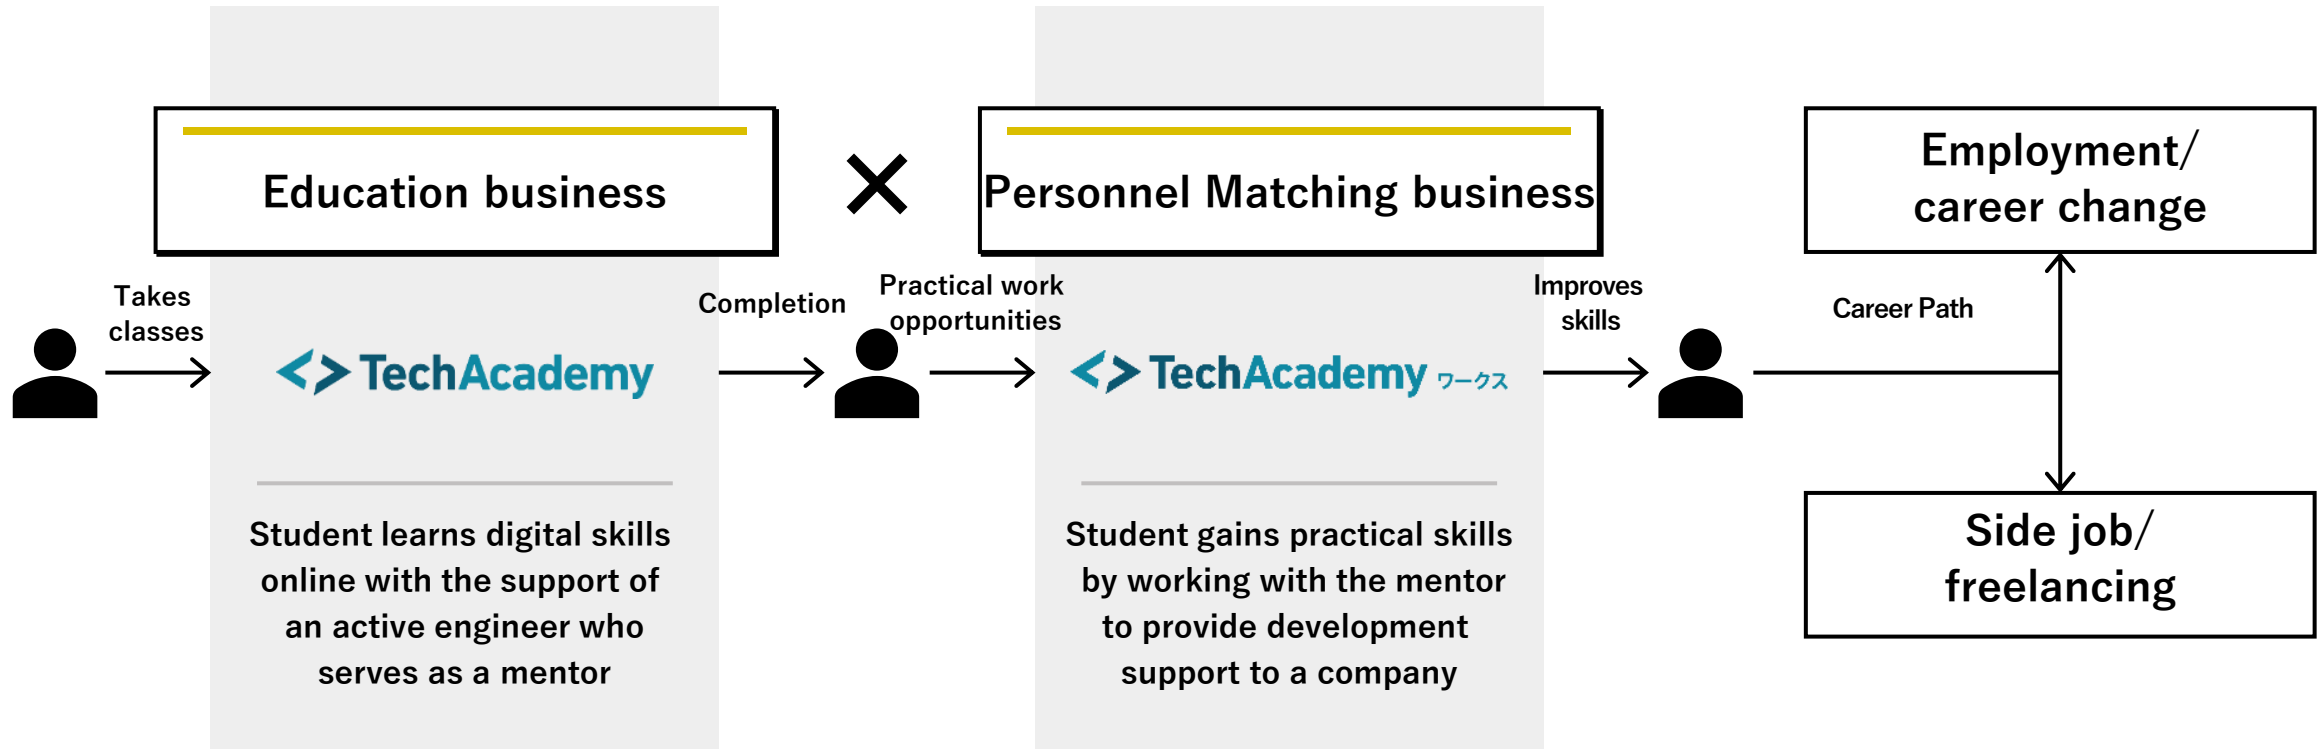 Education business
Personnel Matching business
Employment/
career change
Takes
classes
Completion
Practical work
opportunities
Improves
skills
Career Path
<> TechAcademy
<> TechAcademy ワークス
Student learns digital skills
online with the support of
an active engineer who
serves as a mentor
Student gains practical skills
by working with the mentor
to provide development
support to a company
Side job/
freelancing